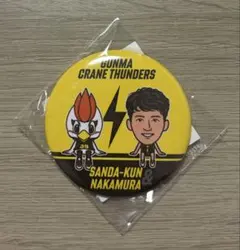 GUNMA
CRANE THUNDERS
SANDA-KUN
&
NAKAMURA